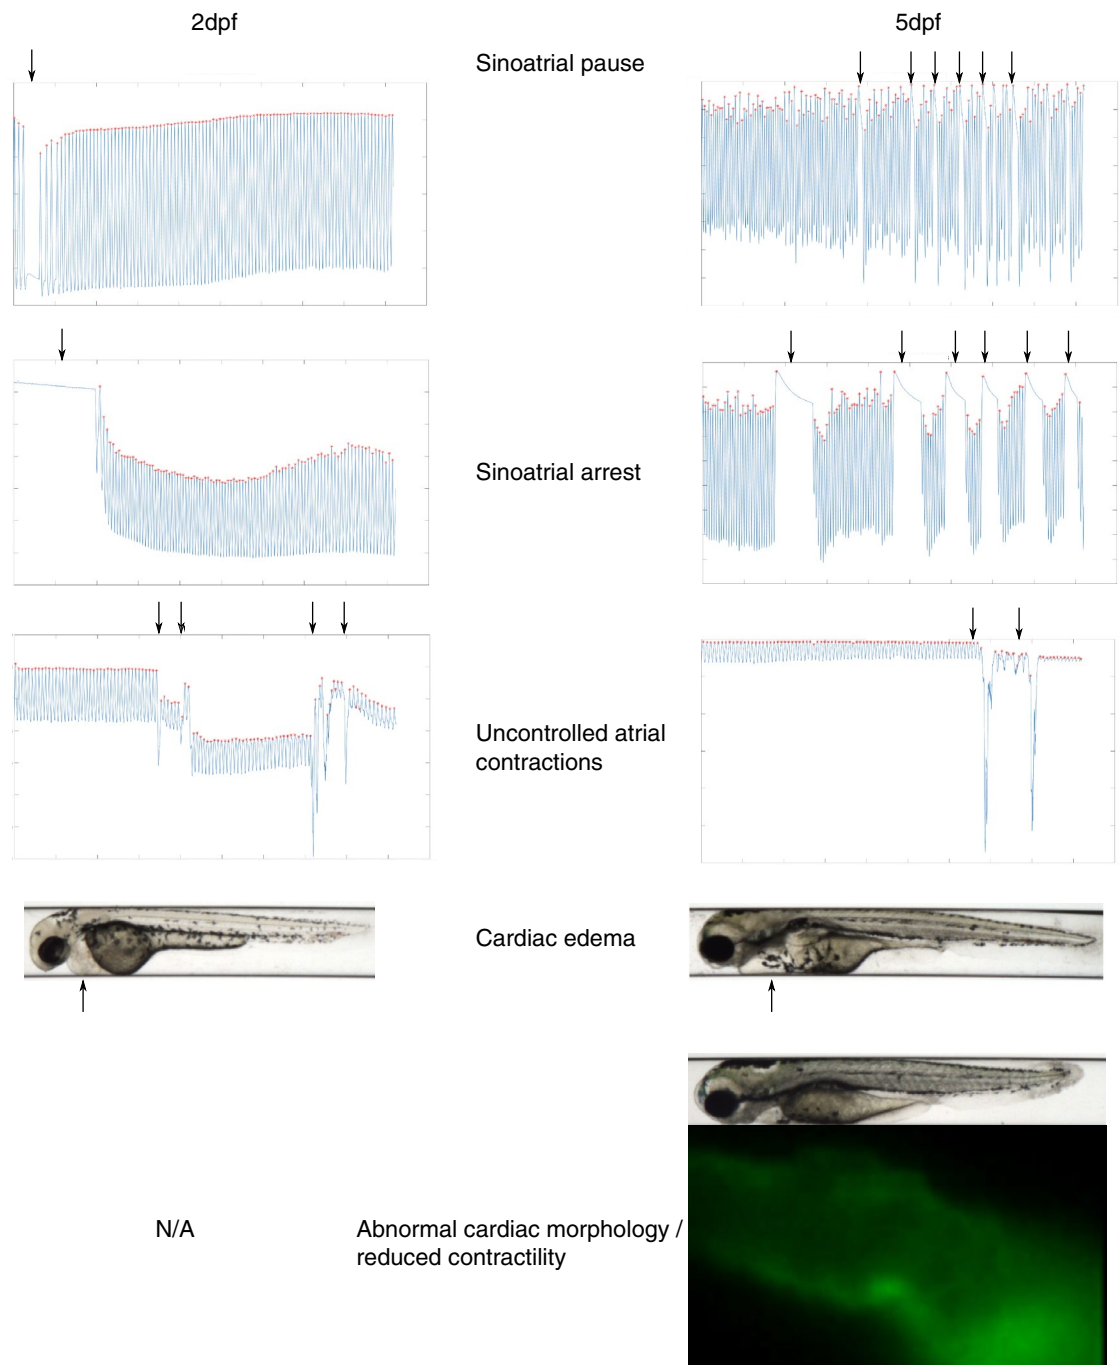 2dpf
5dpf
Sinoatrial pause
Sinoatrial arrest
Uncontrolled atrial
contractions
Cardiac edema
N/A
Abnormal cardiac morphology /
reduced contractility